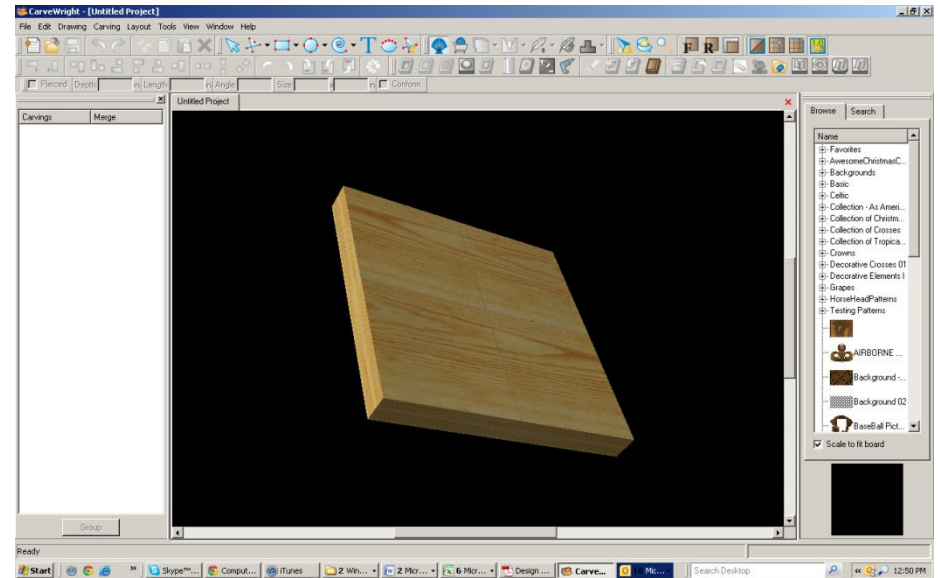 CarveWright - [Untitled Project]
File Edit Drawing Carving Layout Tools View Window Help
Pierced Depth in Length in Angle Size x in Conform
Untitled Project
Carvings Merge
Browse Search
Name
Favorites
AwesomeChristmasC...
Backgrounds
Basic
Celtic
Collection - As Ameri...
Collection of Christm...
Collection of Crosses
Collection of Tropica...
Crowns
Decorative Crosses 01
Decorative Elements I
Grapes
HorseHeadPatterns
Testing Patterns
AIRBORNE ...
Background -...
Background 02
BaseBall Pict...
Scale to fit board
Group
Ready
Start » Skype™... Comput... iTunes 2 Win... 2 Micr... 6 Micr... Design ... Carve... Mic... Search Desktop « 12:50 PM